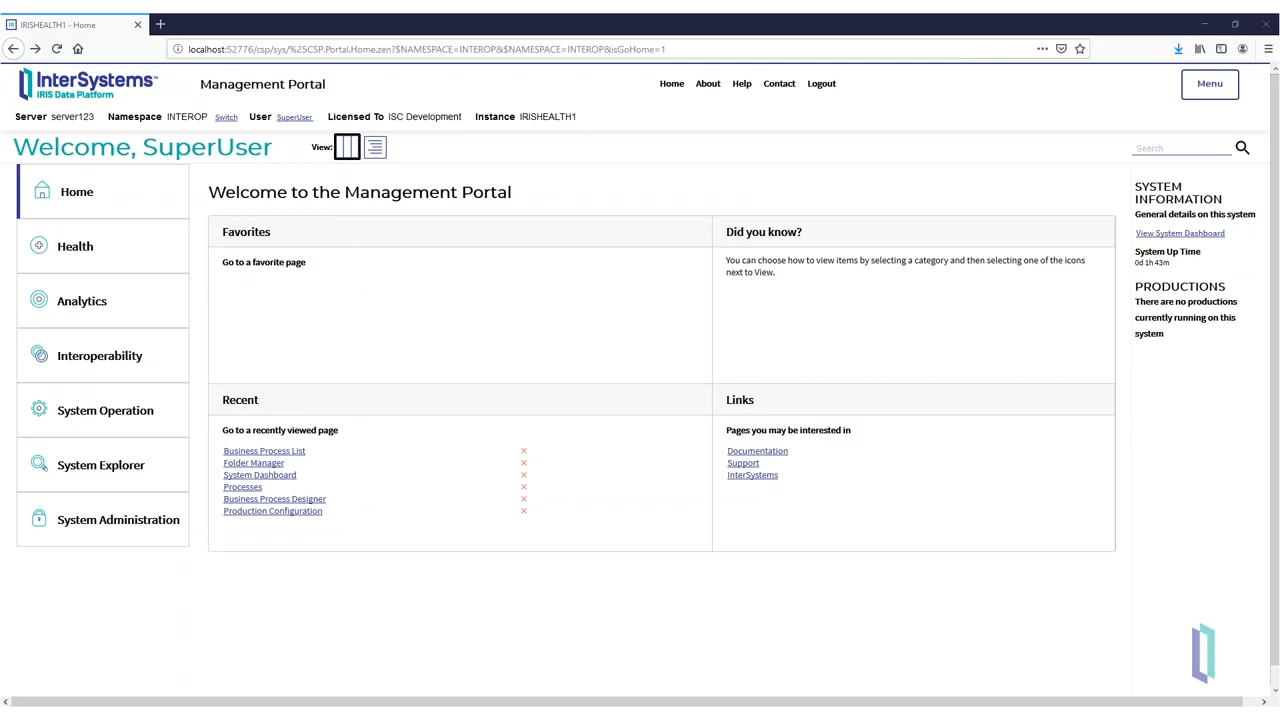 IRISHEALTH1 - Home
localhost:52776/csp/sys/%25CSP.Portal.Home.zen?$NAMESPACE=INTEROP&$NAMESPACE=INTEROP&isGoHome=1
InterSystems™
IRIS Data Platform
Management Portal
Home About Help Contact Logout
Menu
Server server123 Namespace INTEROP Switch User SuperUser Licensed To ISC Development Instance IRISHEALTH1
Welcome, SuperUser
View:
Search
Home
Health
Analytics
Interoperability
System Operation
System Explorer
System Administration
Welcome to the Management Portal
Favorites
Go to a favorite page
Did you know?
You can choose how to view items by selecting a category and then selecting one of the icons
next to View.
Recent
Go to a recently viewed page
Business Process List
Folder Manager
System Dashboard
Processes
Business Process Designer
Production Configuration
Links
Pages you may be interested in
Documentation
Support
InterSystems
SYSTEM
INFORMATION
General details on this system
View System Dashboard
System Up Time
0d 1h 43m
PRODUCTIONS
There are no productions
currently running on this
system